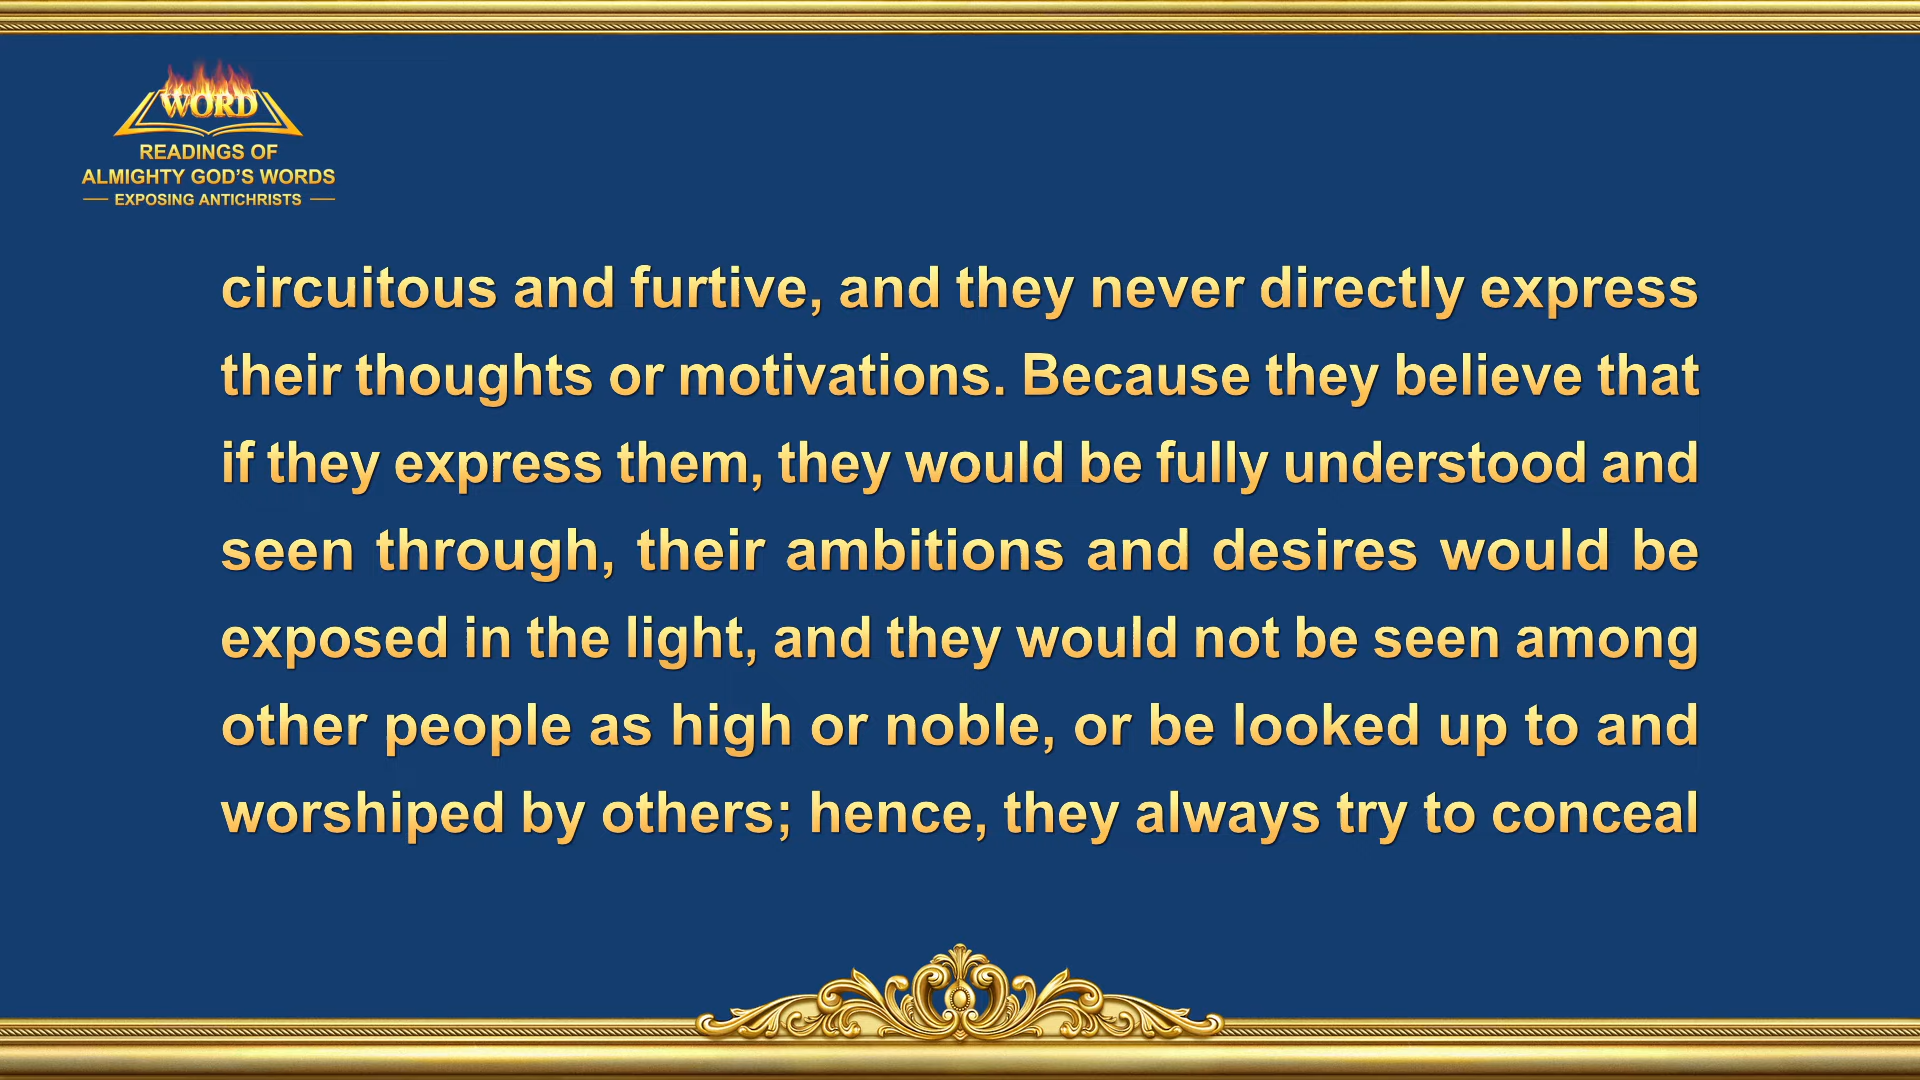 WORD
READINGS OF
ALMIGHTY GOD'S WORDS
EXPOSING ANTICHRISTS
circuitous and furtive, and they never directly express
their thoughts or motivations. Because they believe that
if they express them, they would be fully understood and
seen through, their ambitions and desires would be
exposed in the light, and they would not be seen among
other people as high or noble, or be looked up to and
worshiped by others; hence, they always try to conceal